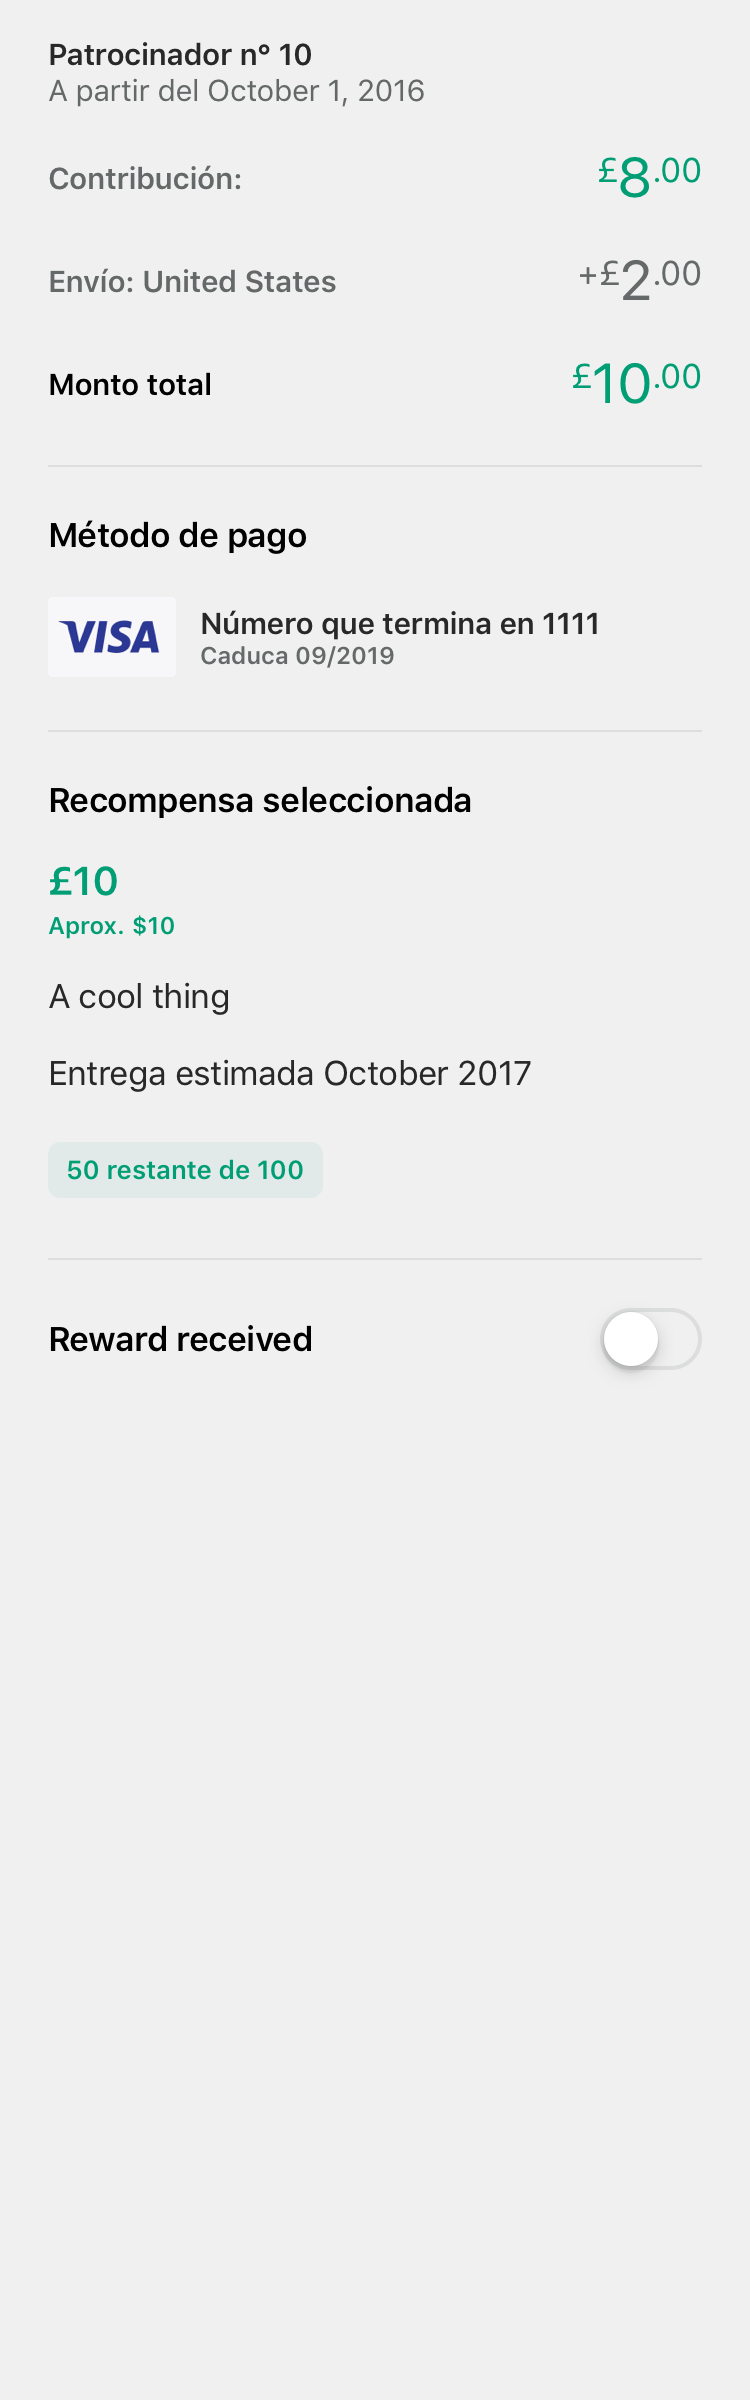 Patrocinador nº 10
A partir del October 1, 2016
Contribución: £8.00
Envío: United States +£2.00
Monto total £10.00
Método de pago
VISA
Número que termina en 1111
Caduca 09/2019
Recompensa seleccionada
£10
Aprox. $10
A cool thing
Entrega estimada October 2017
50 restante de 100
Reward received